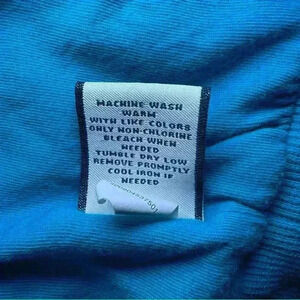 MACHINE WASH
WARM
WITH LIKE COLORS
ONLY NON-CHLORINE
BLEACH WHEN
NEEDED
TUMBLE DRY LOW
REMOVE PROMPTLY
COOL IRON IF
NEEDED